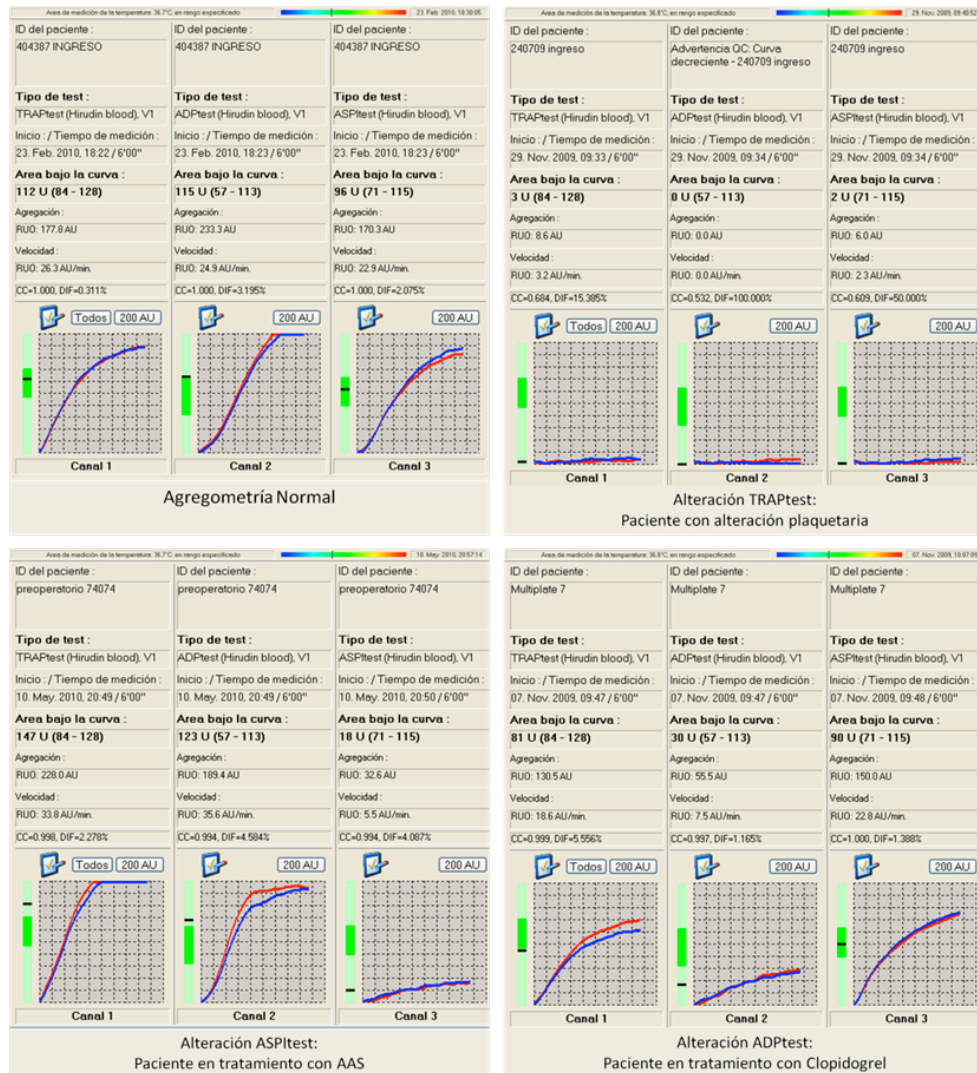 Area de medición de la temperatura: 36.7°C, en rango especificado 23. Feb. 2010, 18:30:05
ID del paciente : ID del paciente : ID del paciente :
404387 INGRESO 404387 INGRESO 404387 INGRESO
Tipo de test : Tipo de test : Tipo de test :
TRAPtest (Hirudin blood), V1 ADPtest (Hirudin blood), V1 ASPItest (Hirudin blood), V1
Inicio : / Tiempo de medición : Inicio : / Tiempo de medición : Inicio : / Tiempo de medición :
23. Feb. 2010, 18:22 / 6'00" 23. Feb. 2010, 18:23 / 6'00" 23. Feb. 2010, 18:23 / 6'00"
Area bajo la curva : Area bajo la curva : Area bajo la curva :
112 U (84 - 128) 115 U (57 - 113) 96 U (71 - 115)
Agregación : Agregación : Agregación :
RUO: 177.8 AU RUO: 233.3 AU RUO: 170.3 AU
Velocidad : Velocidad : Velocidad :
RUO: 26.3 AU/min. RUO: 24.9 AU/min. RUO: 22.9 AU/min.
CC=1.000, DIF=0.311% CC=1.000, DIF=3.195% CC=1.000, DIF=2.075%
Todos 200 AU 200 AU 200 AU
Canal 1 Canal 2 Canal 3
Agregometría Normal
Area de medición de la temperatura: 36.8°C, en rango especificado 29. Nov. 2009, 09:40:52
ID del paciente : ID del paciente : ID del paciente :
240709 ingreso Advertencia QC: Curva 240709 ingreso
decreciente - 240709 ingreso
Tipo de test : Tipo de test : Tipo de test :
TRAPtest (Hirudin blood), V1 ADPtest (Hirudin blood), V1 ASPItest (Hirudin blood), V1
Inicio : / Tiempo de medición : Inicio : / Tiempo de medición : Inicio : / Tiempo de medición :
29. Nov. 2009, 09:33 / 6'00" 29. Nov. 2009, 09:34 / 6'00" 29. Nov. 2009, 09:34 / 6'00"
Area bajo la curva : Area bajo la curva : Area bajo la curva :
3 U (84 - 128) 0 U (57 - 113) 2 U (71 - 115)
Agregación : Agregación : Agregación :
RUO: 8.6 AU RUO: 0.0 AU RUO: 6.0 AU
Velocidad : Velocidad : Velocidad :
RUO: 3.2 AU/min. RUO: 0.0 AU/min. RUO: 2.3 AU/min.
CC=0.684, DIF=15.385% CC=0.532, DIF=100.000% CC=0.609, DIF=50.000%
Todos 200 AU 200 AU 200 AU
Canal 1 Canal 2 Canal 3
Alteración TRAPtest:
Paciente con alteración plaquetaria
Area de medición de la temperatura: 36.7°C, en rango especificado 10. May. 2010, 20:57:14
ID del paciente : ID del paciente : ID del paciente :
preoperatorio 74074 preoperatorio 74074 preoperatorio 74074
Tipo de test : Tipo de test : Tipo de test :
TRAPtest (Hirudin blood), V1 ADPtest (Hirudin blood), V1 ASPItest (Hirudin blood), V1
Inicio : / Tiempo de medición : Inicio : / Tiempo de medición : Inicio : / Tiempo de medición :
10. May. 2010, 20:49 / 6'00" 10. May. 2010, 20:49 / 6'00" 10. May. 2010, 20:50 / 6'00"
Area bajo la curva : Area bajo la curva : Area bajo la curva :
147 U (84 - 128) 123 U (57 - 113) 18 U (71 - 115)
Agregación : Agregación : Agregación :
RUO: 228.0 AU RUO: 189.4 AU RUO: 32.6 AU
Velocidad : Velocidad : Velocidad :
RUO: 33.8 AU/min. RUO: 35.6 AU/min. RUO: 5.5 AU/min.
CC=0.998, DIF=2.278% CC=0.994, DIF=4.584% CC=0.994, DIF=4.087%
Todos 200 AU 200 AU 200 AU
Canal 1 Canal 2 Canal 3
Alteración ASPItest:
Paciente en tratamiento con AAS
Area de medición de la temperatura: 36.8°C, en rango especificado 07. Nov. 2009, 10:07:09
ID del paciente : ID del paciente : ID del paciente :
Multiplate 7 Multiplate 7 Multiplate 7
Tipo de test : Tipo de test : Tipo de test :
TRAPtest (Hirudin blood), V1 ADPtest (Hirudin blood), V1 ASPItest (Hirudin blood), V1
Inicio : / Tiempo de medición : Inicio : / Tiempo de medición : Inicio : / Tiempo de medición :
07. Nov. 2009, 09:47 / 6'00" 07. Nov. 2009, 09:47 / 6'00" 07. Nov. 2009, 09:48 / 6'00"
Area bajo la curva : Area bajo la curva : Area bajo la curva :
81 U (84 - 128) 30 U (57 - 113) 90 U (71 - 115)
Agregación : Agregación : Agregación :
RUO: 130.5 AU RUO: 55.5 AU RUO: 150.0 AU
Velocidad : Velocidad : Velocidad :
RUO: 18.6 AU/min. RUO: 7.5 AU/min. RUO: 22.8 AU/min.
CC=0.999, DIF=5.556% CC=0.997, DIF=1.165% CC=1.000, DIF=1.388%
Todos 200 AU 200 AU 200 AU
Canal 1 Canal 2 Canal 3
Alteración ADPtest:
Paciente en tratamiento con Clopidogrel